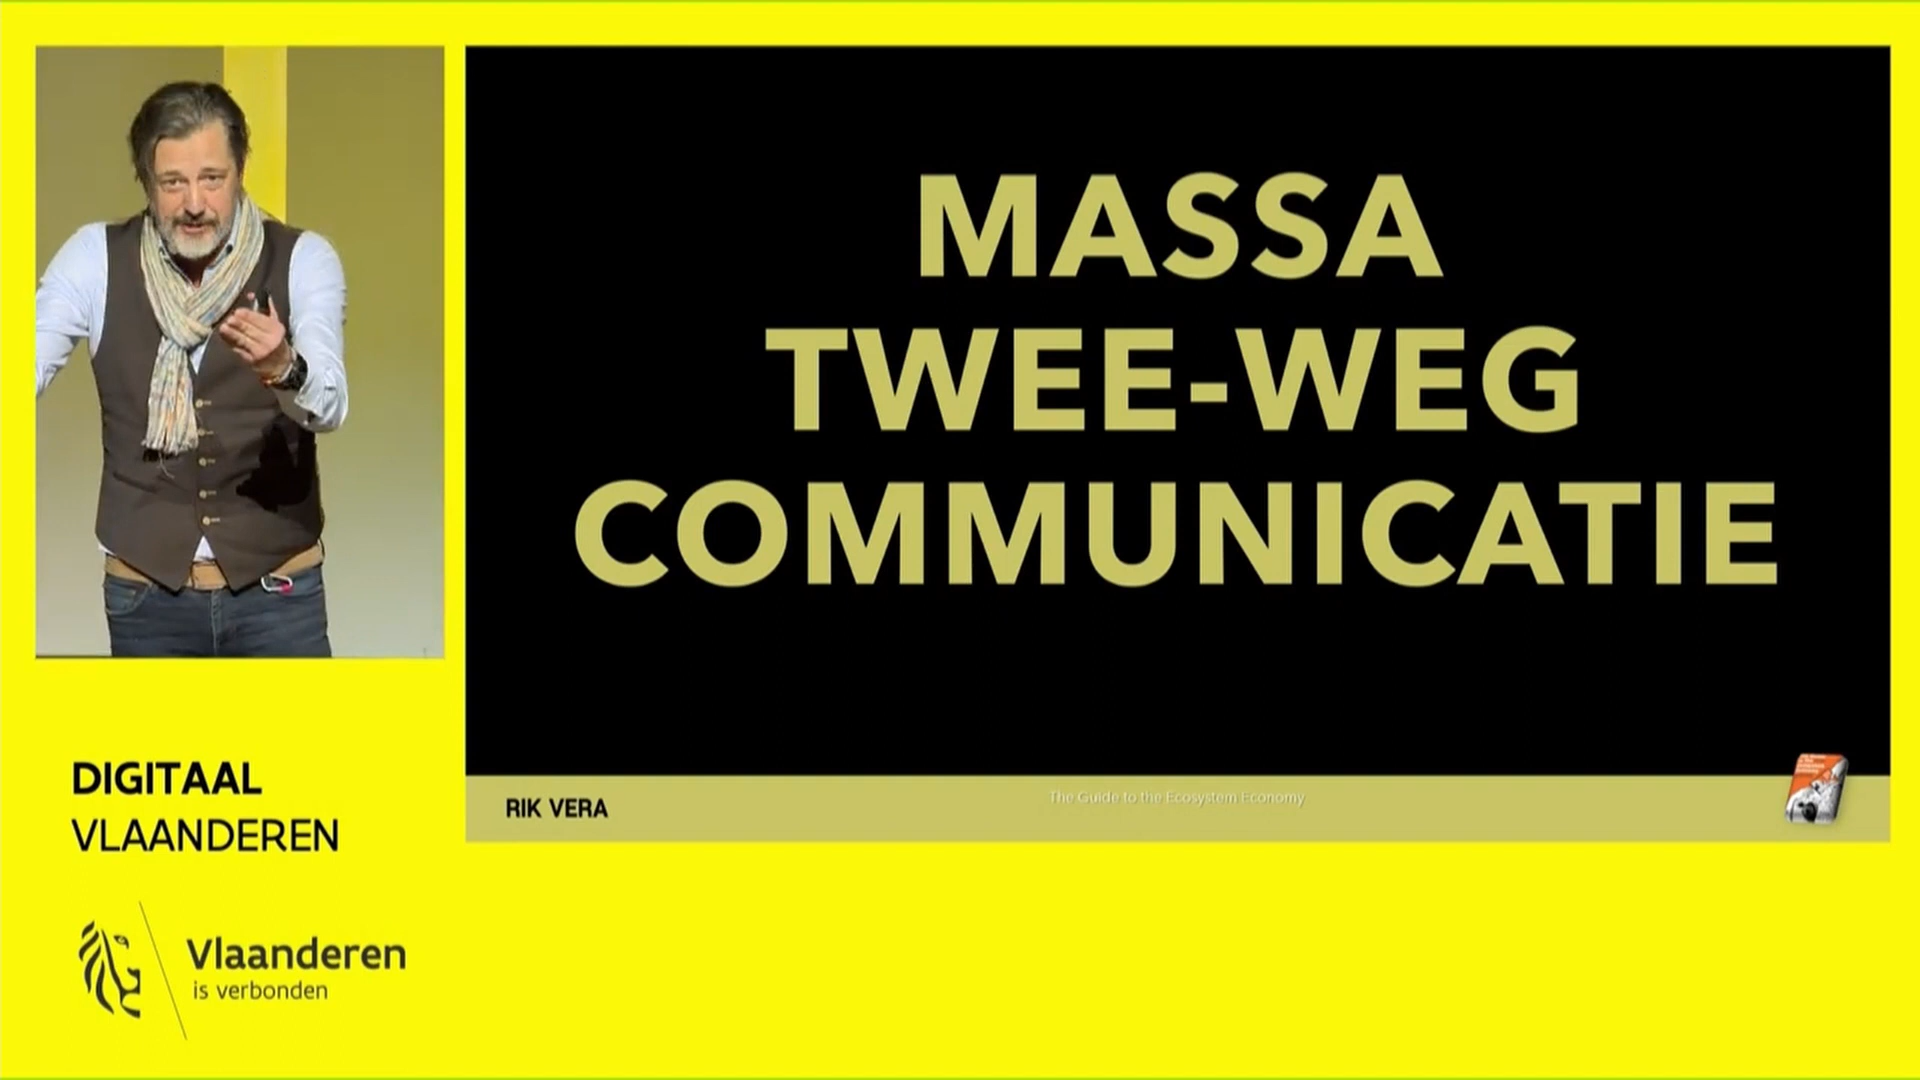 MASSA
TWEE-WEG
COMMUNICATIE
RIK VERA
The Guide to the Ecosystem Economy
DIGITAAL
VLAANDEREN
Vlaanderen
is verbonden